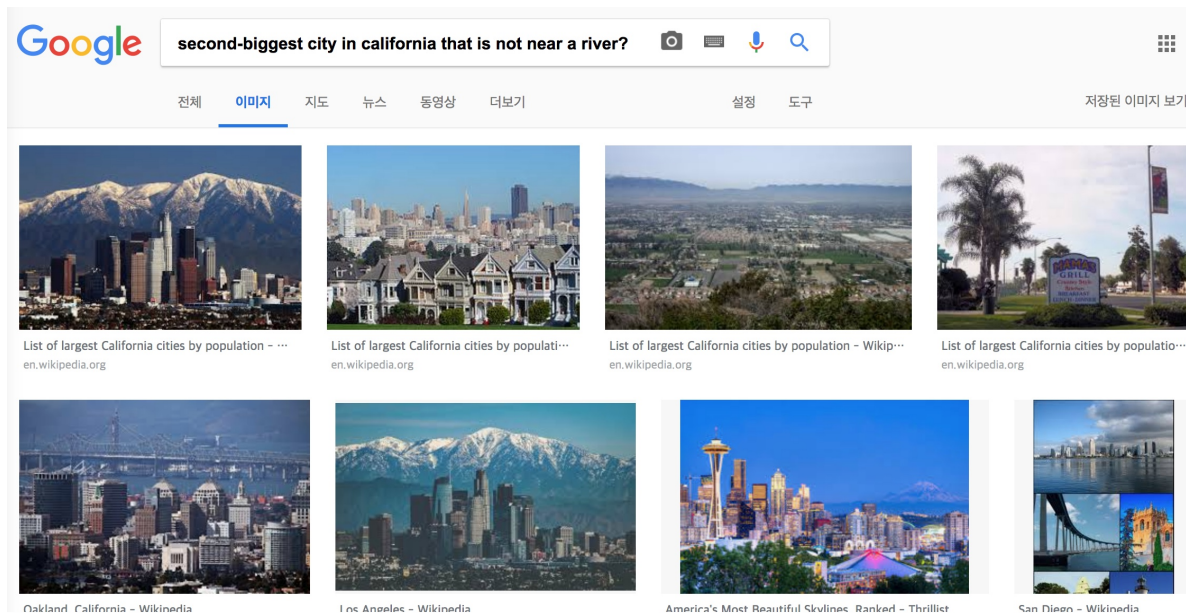 Google
second-biggest city in california that is not near a river?
전체 이미지 지도 뉴스 동영상 더보기 설정 도구 저장된 이미지 보기
MAMA'S
GRILL
List of largest California cities by population - ···
List of largest California cities by populati···
List of largest California cities by population - Wikip···
List of largest California cities by populatio···
en.wikipedia.org
en.wikipedia.org
en.wikipedia.org
en.wikipedia.org
Oakland, California - Wikipedia
Los Angeles - Wikipedia
America's Most Beautiful Skylines, Ranked - Thrillist
San Diego - Wikipedia